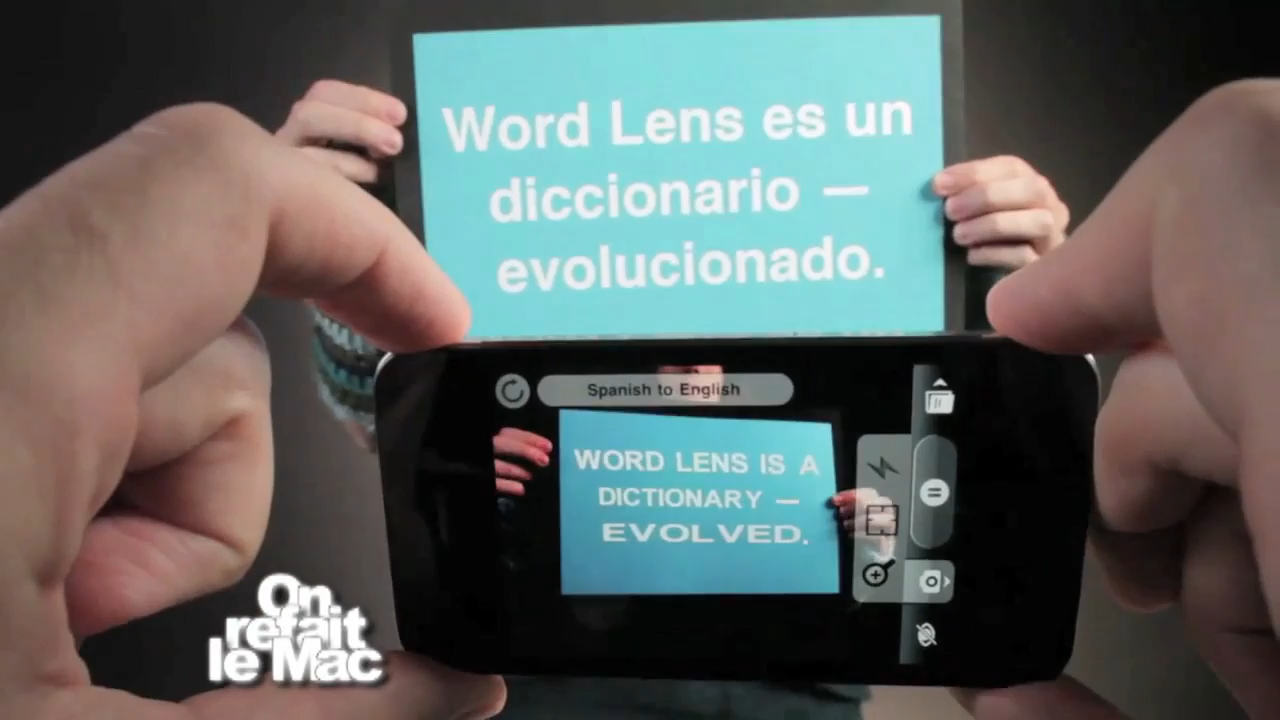 Word Lens es un
diccionario —
evolucionado.
Spanish to English
WORD LENS IS A
DICTIONARY —
EVOLVED.
On
refait
le Mac